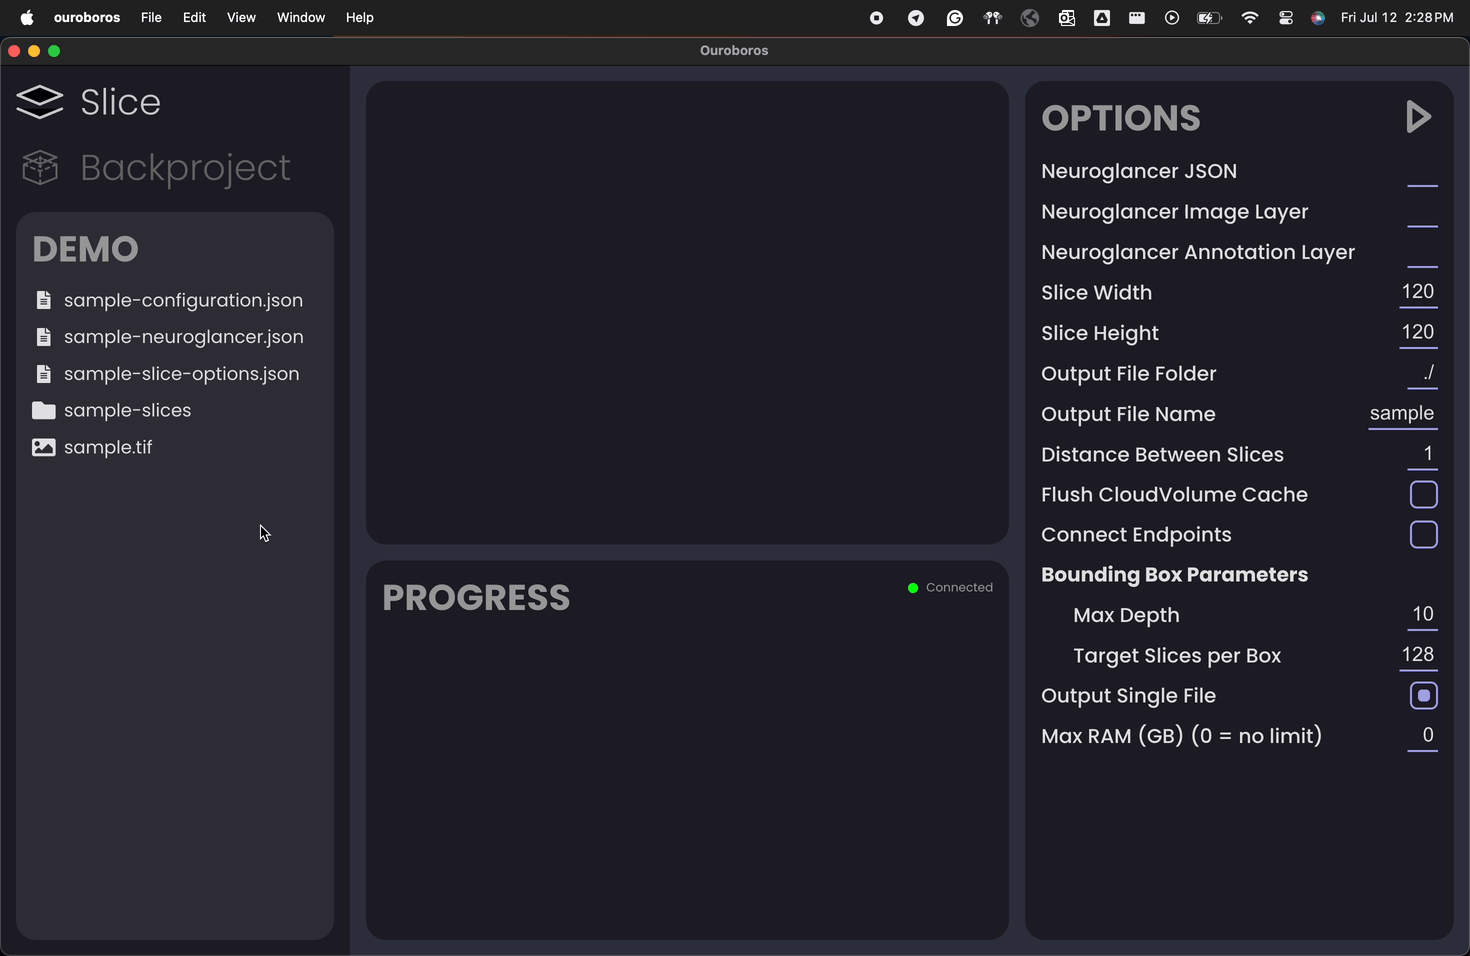 ouroboros File Edit View Window Help Fri Jul 12 2:28 PM
Ouroboros
Slice
Backproject
DEMO
sample-configuration.json
sample-neuroglancer.json
sample-slice-options.json
sample-slices
sample.tif
PROGRESS
Connected
OPTIONS
Neuroglancer JSON
Neuroglancer Image Layer
Neuroglancer Annotation Layer
Slice Width 120
Slice Height 120
Output File Folder ./
Output File Name sample
Distance Between Slices 1
Flush CloudVolume Cache
Connect Endpoints
Bounding Box Parameters
Max Depth 10
Target Slices per Box 128
Output Single File
Max RAM (GB) (0 = no limit) 0